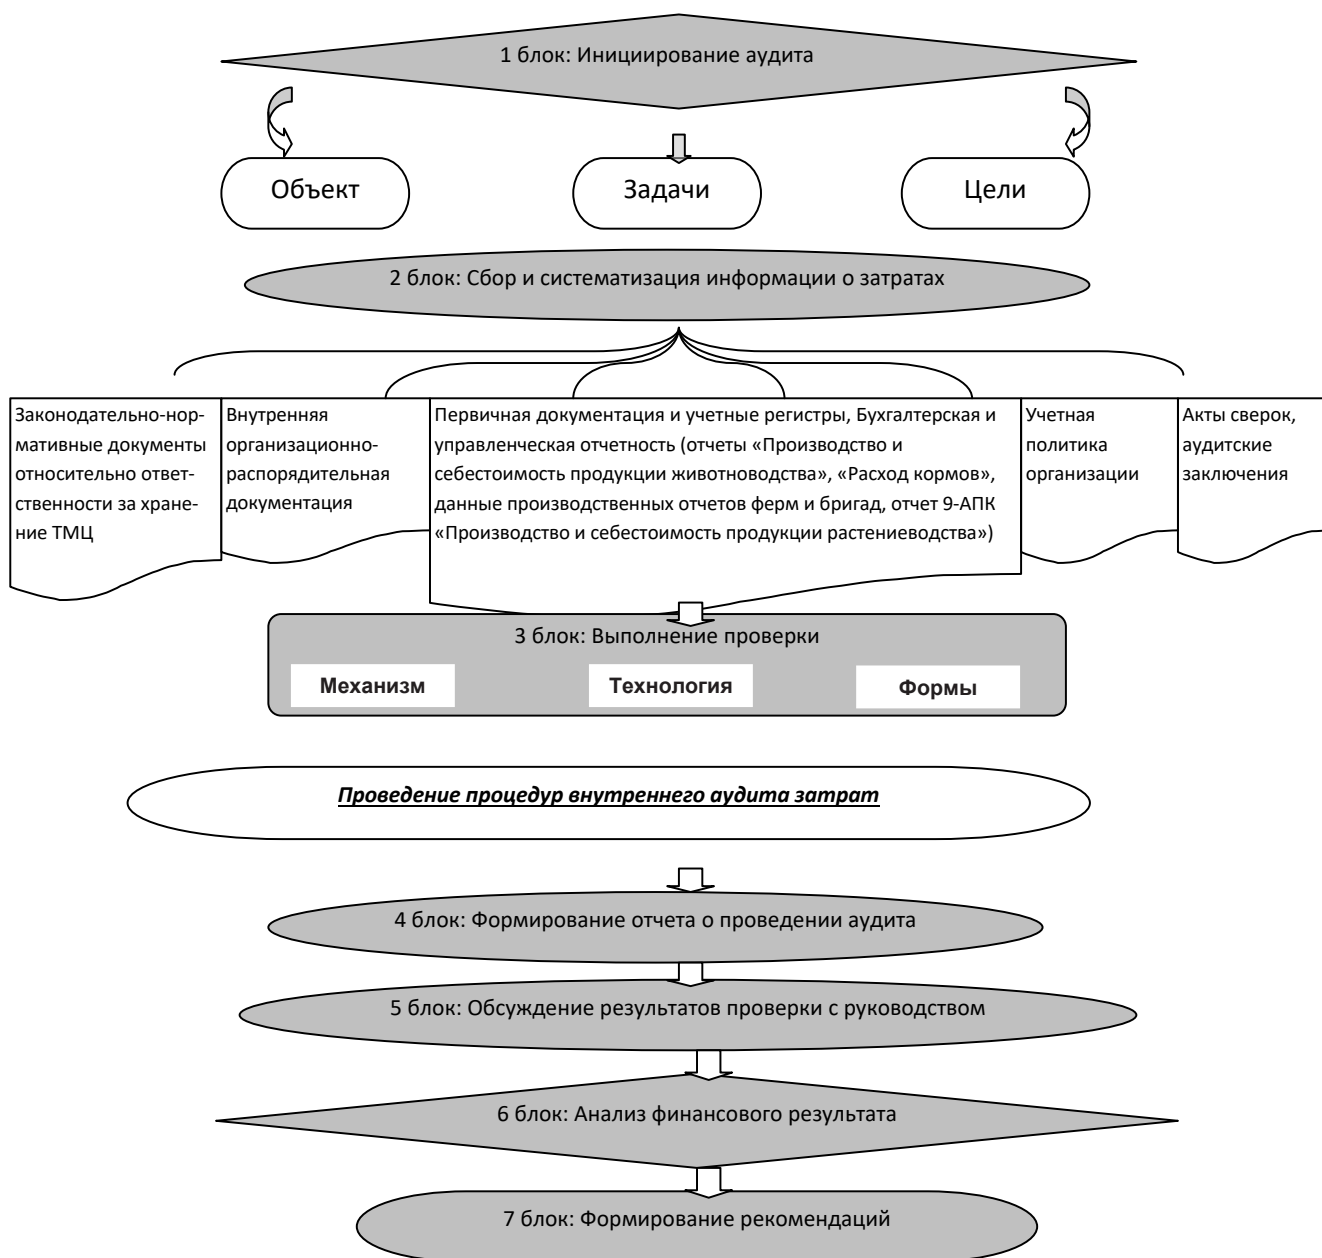 1 блок: Инициирование аудита
Объект
Задачи
Цели
2 блок: Сбор и систематизация информации о затратах
Законодательно-нор-
мативные документы
относительно ответ-
ственности за хране-
ние ТМЦ
Внутренняя
организационно-
распорядительная
документация
Первичная документация и учетные регистры, Бухгалтерская и
управленческая отчетность (отчеты «Производство и
себестоимость продукции животноводства», «Расход кормов»,
данные производственных отчетов ферм и бригад, отчет 9-АПК
«Производство и себестоимость продукции растениеводства»)
Учетная
политика
организации
Акты сверок,
аудитские
заключения
3 блок: Выполнение проверки
Механизм
Технология
Формы
Проведение процедур внутреннего аудита затрат
4 блок: Формирование отчета о проведении аудита
5 блок: Обсуждение результатов проверки с руководством
6 блок: Анализ финансового результата
7 блок: Формирование рекомендаций